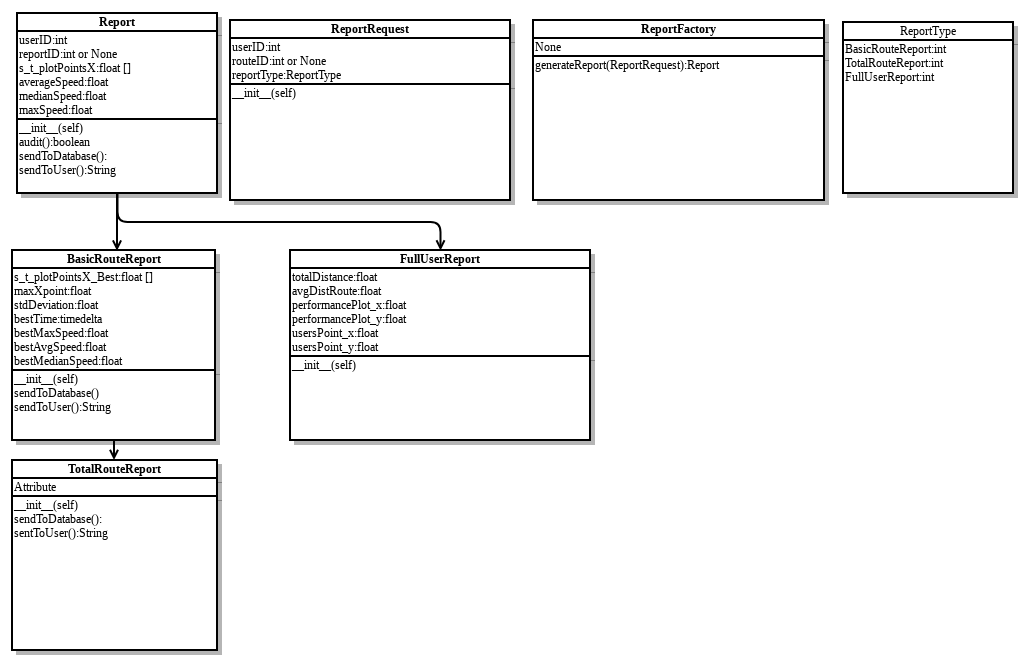 Report
userID:int
reportID:int or None
s_t_plotPointsX:float []
averageSpeed:float
medianSpeed:float
maxSpeed:float
__init__(self)
audit():boolean
sendToDatabase():
sendToUser():String
ReportRequest
userID:int
routeID:int or None
reportType:ReportType
__init__(self)
ReportFactory
None
generateReport(ReportRequest):Report
ReportType
BasicRouteReport:int
TotalRouteReport:int
FullUserReport:int
BasicRouteReport
s_t_plotPointsX_Best:float []
maxXpoint:float
stdDeviation:float
bestTime:timedelta
bestMaxSpeed:float
bestAvgSpeed:float
bestMedianSpeed:float
__init__(self)
sendToDatabase()
sendToUser():String
FullUserReport
totalDistance:float
avgDistRoute:float
performancePlot_x:float
performancePlot_y:float
usersPoint_x:float
usersPoint_y:float
__init__(self)
TotalRouteReport
Attribute
__init__(self)
sendToDatabase():
sentToUser():String